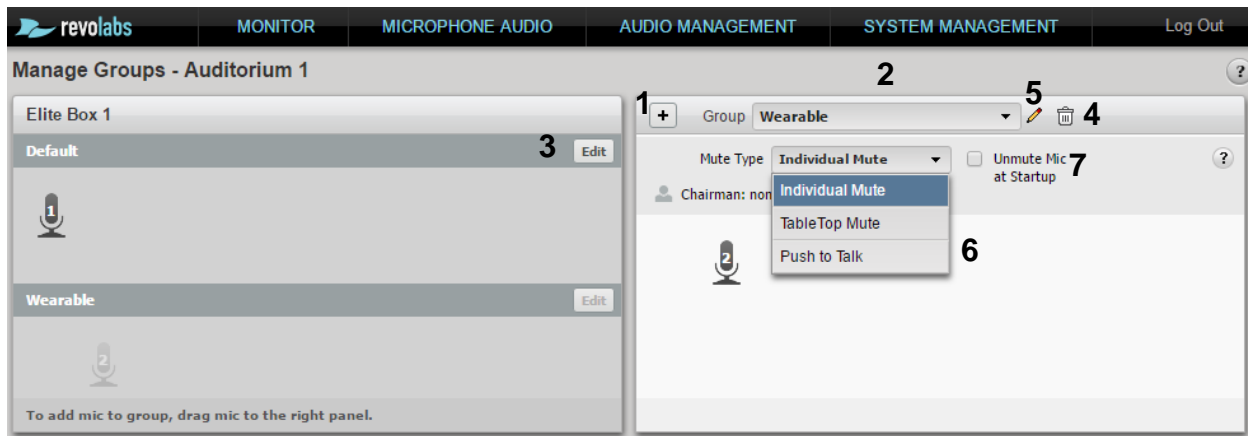 revolabs MONITOR MICROPHONE AUDIO AUDIO MANAGEMENT SYSTEM MANAGEMENT Log Out
Manage Groups - Auditorium 1
2
?
Elite Box 1
Default 3 Edit
1
Wearable Edit
2
To add mic to group, drag mic to the right panel.
1 + Group Wearable 5 4
Mute Type Individual Mute Unmute Mic 7 ?
at Startup
Chairman: non
Individual Mute
TableTop Mute
Push to Talk 6
2